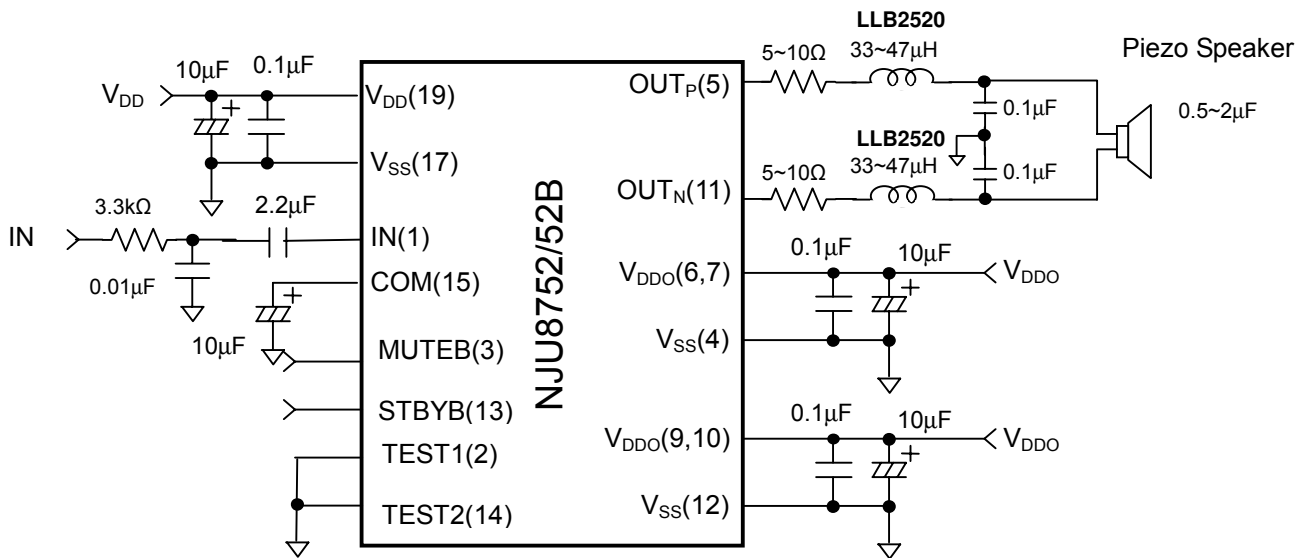 LLB2520
5~10Ω
33~47μH
Piezo Speaker
10μF
0.1μF
OUTP(5)
VDD
+
VDD(19)
0.1μF
0.5~2μF
LLB2520
VSS(17)
5~10Ω
33~47μH
0.1μF
OUTN(11)
3.3kΩ
2.2μF
IN
IN(1)
0.1μF
10μF
VDDO(6,7)
VDDO
0.01μF
COM(15)
+
+
10μF
VSS(4)
MUTEB(3)
NJU8752/52B
STBYB(13)
0.1μF
10μF
VDDO(9,10)
VDDO
TEST1(2)
+
VSS(12)
TEST2(14)